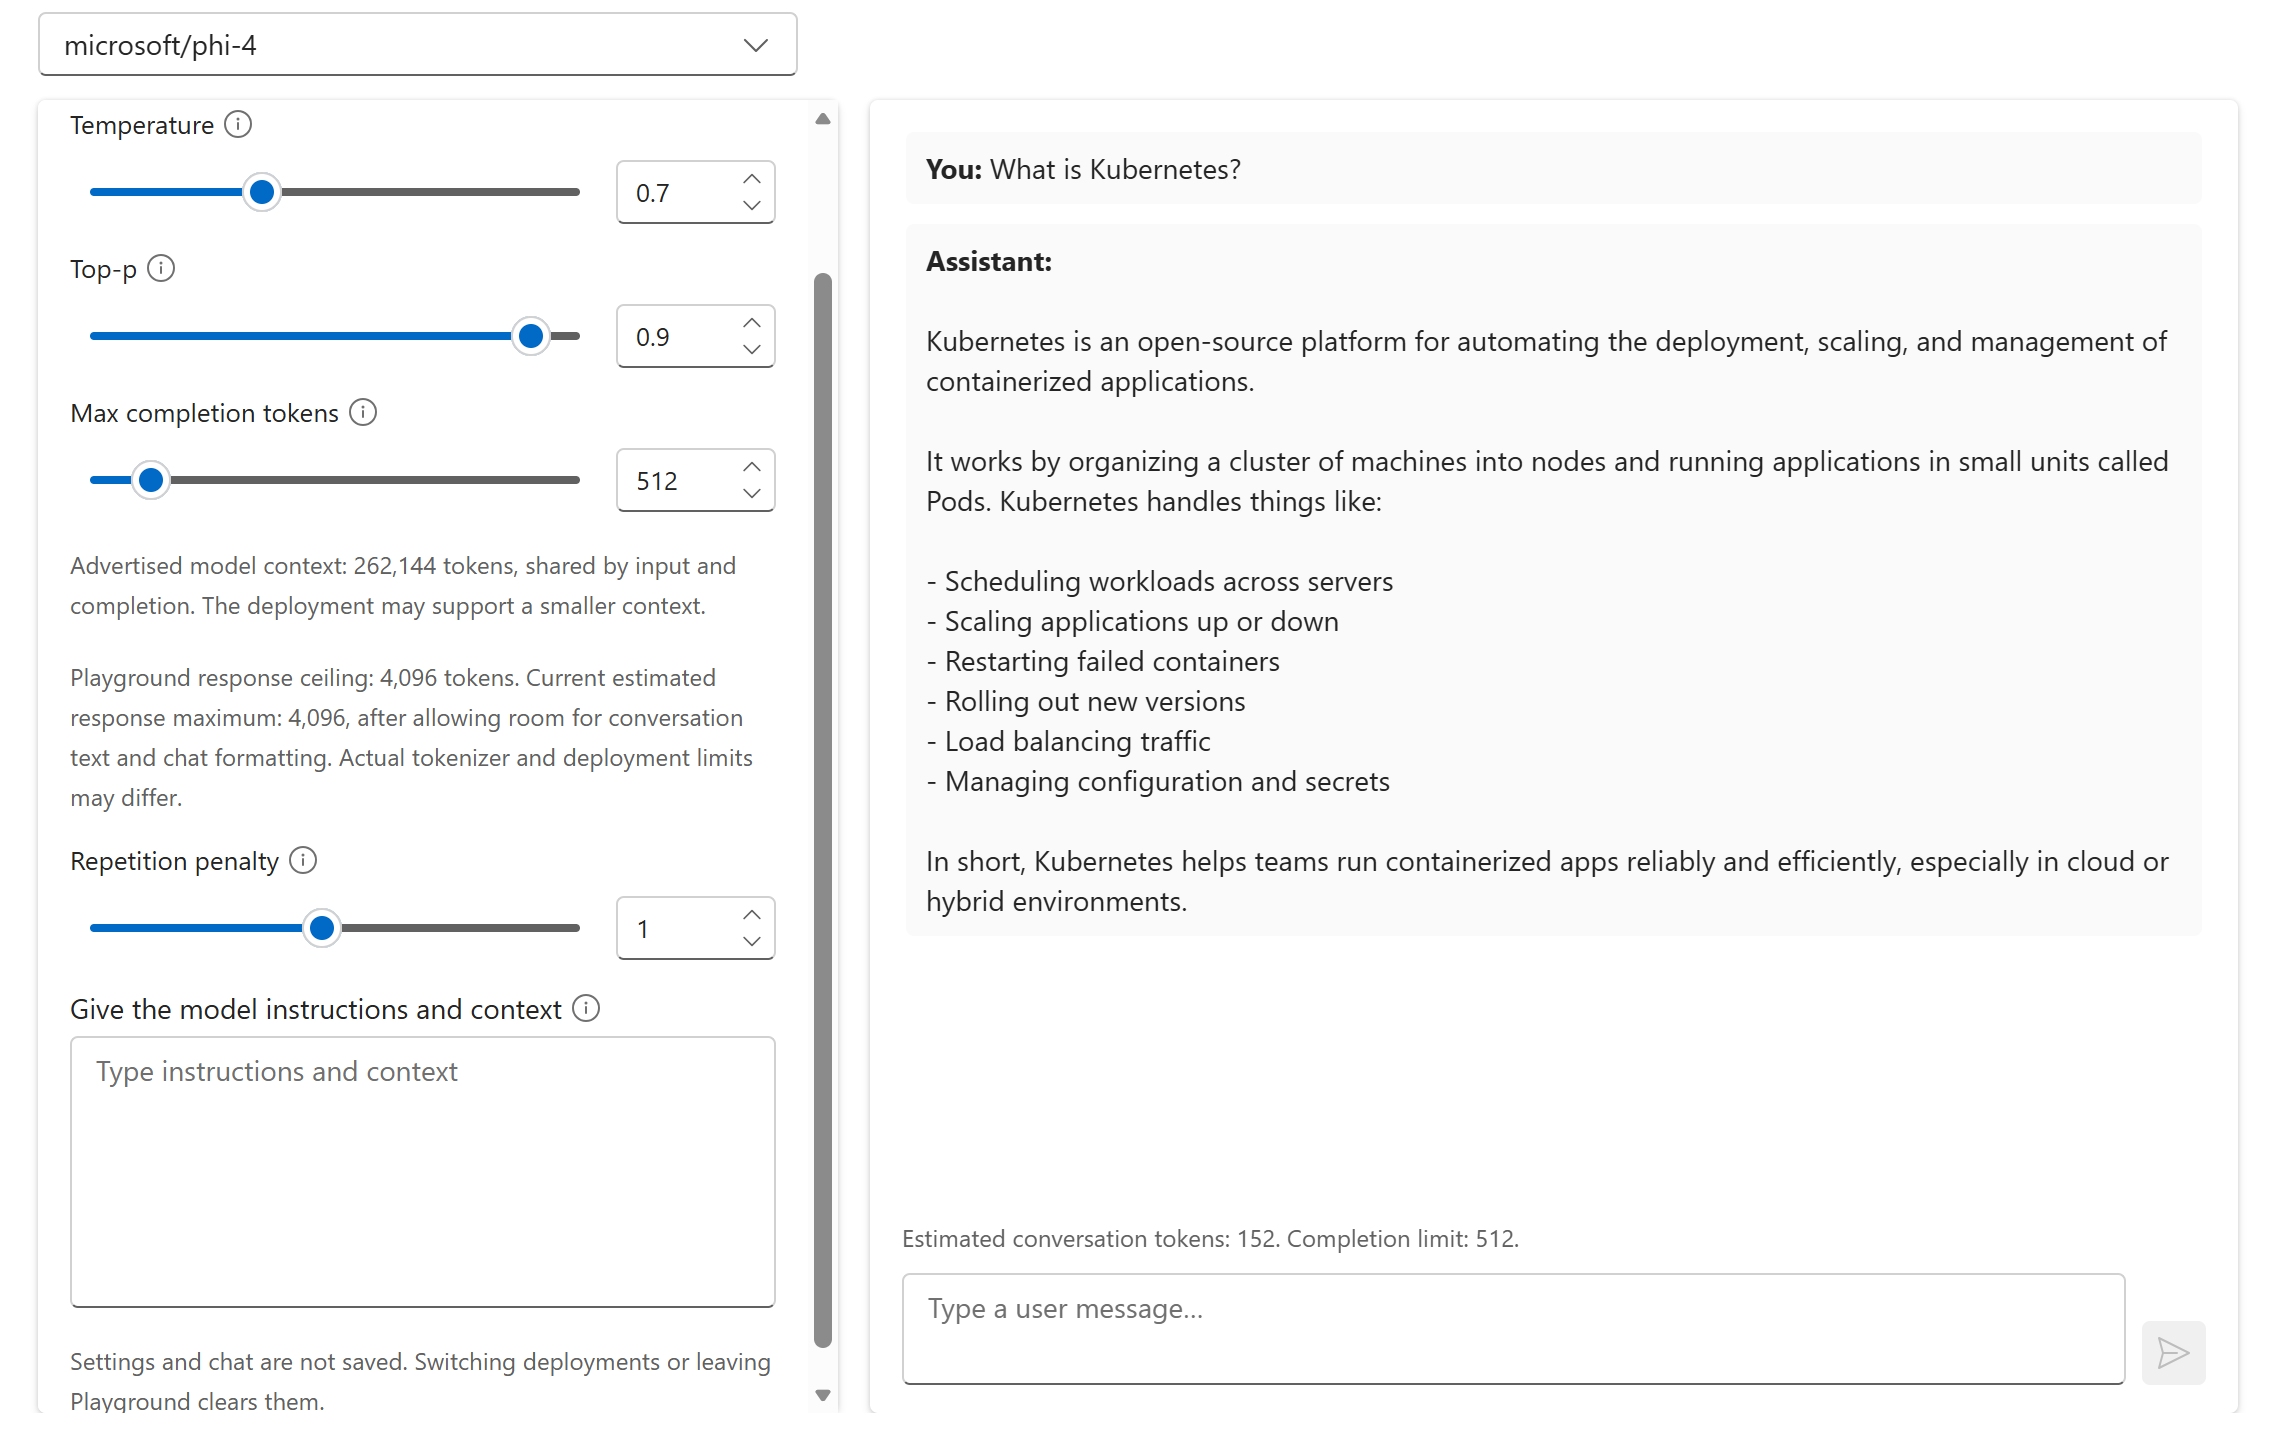 microsoft/phi-4
Temperature
0.7
Top-p
0.9
Max completion tokens
512
Advertised model context: 262,144 tokens, shared by input and
completion. The deployment may support a smaller context.
Playground response ceiling: 4,096 tokens. Current estimated
response maximum: 4,096, after allowing room for conversation
text and chat formatting. Actual tokenizer and deployment limits
may differ.
Repetition penalty
1
Give the model instructions and context
Type instructions and context
Settings and chat are not saved. Switching deployments or leaving
Playground clears them.
You: What is Kubernetes?
Assistant:
Kubernetes is an open-source platform for automating the deployment, scaling, and management of
containerized applications.
It works by organizing a cluster of machines into nodes and running applications in small units called
Pods. Kubernetes handles things like:
- Scheduling workloads across servers
- Scaling applications up or down
- Restarting failed containers
- Rolling out new versions
- Load balancing traffic
- Managing configuration and secrets
In short, Kubernetes helps teams run containerized apps reliably and efficiently, especially in cloud or
hybrid environments.
Estimated conversation tokens: 152. Completion limit: 512.
Type a user message...